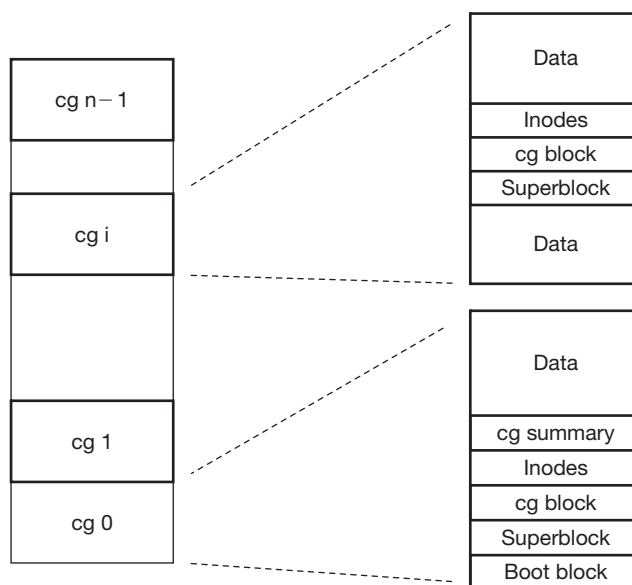 cg n–1
cg i
cg 1
cg 0
Data
Inodes
cg block
Superblock
Data
Data
cg summary
Inodes
cg block
Superblock
Boot block